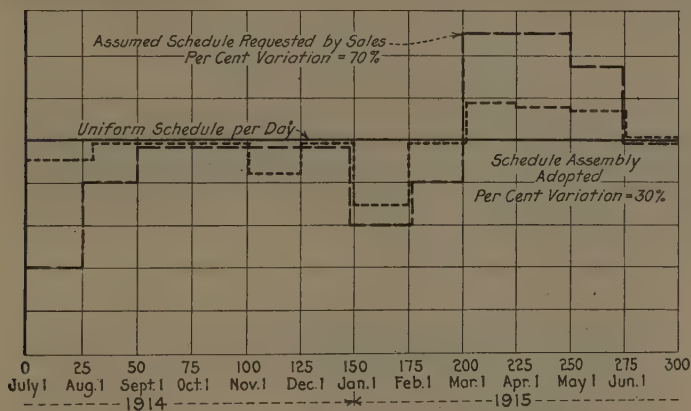 Assumed Schedule Requested by Sales
Per Cent Variation = 70%
Uniform Schedule per Day
Schedule Assembly
Adopted
Per Cent Variation = 30%
0 25 50 75 100 125 150 175 200 225 250 275 300
July 1 Aug. 1 Sept. 1 Oct. 1 Nov. 1 Dec. 1 Jan. 1 Feb. 1 Mar. 1 Apr. 1 May 1 Jun. 1
1914 1915